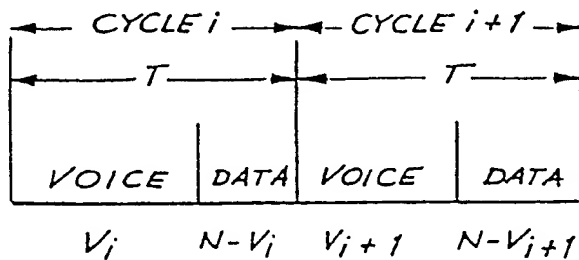 CYCLE i CYCLE i+1
T T
VOICE DATA VOICE DATA
Vi N-Vi Vi+1 N-Vi+1